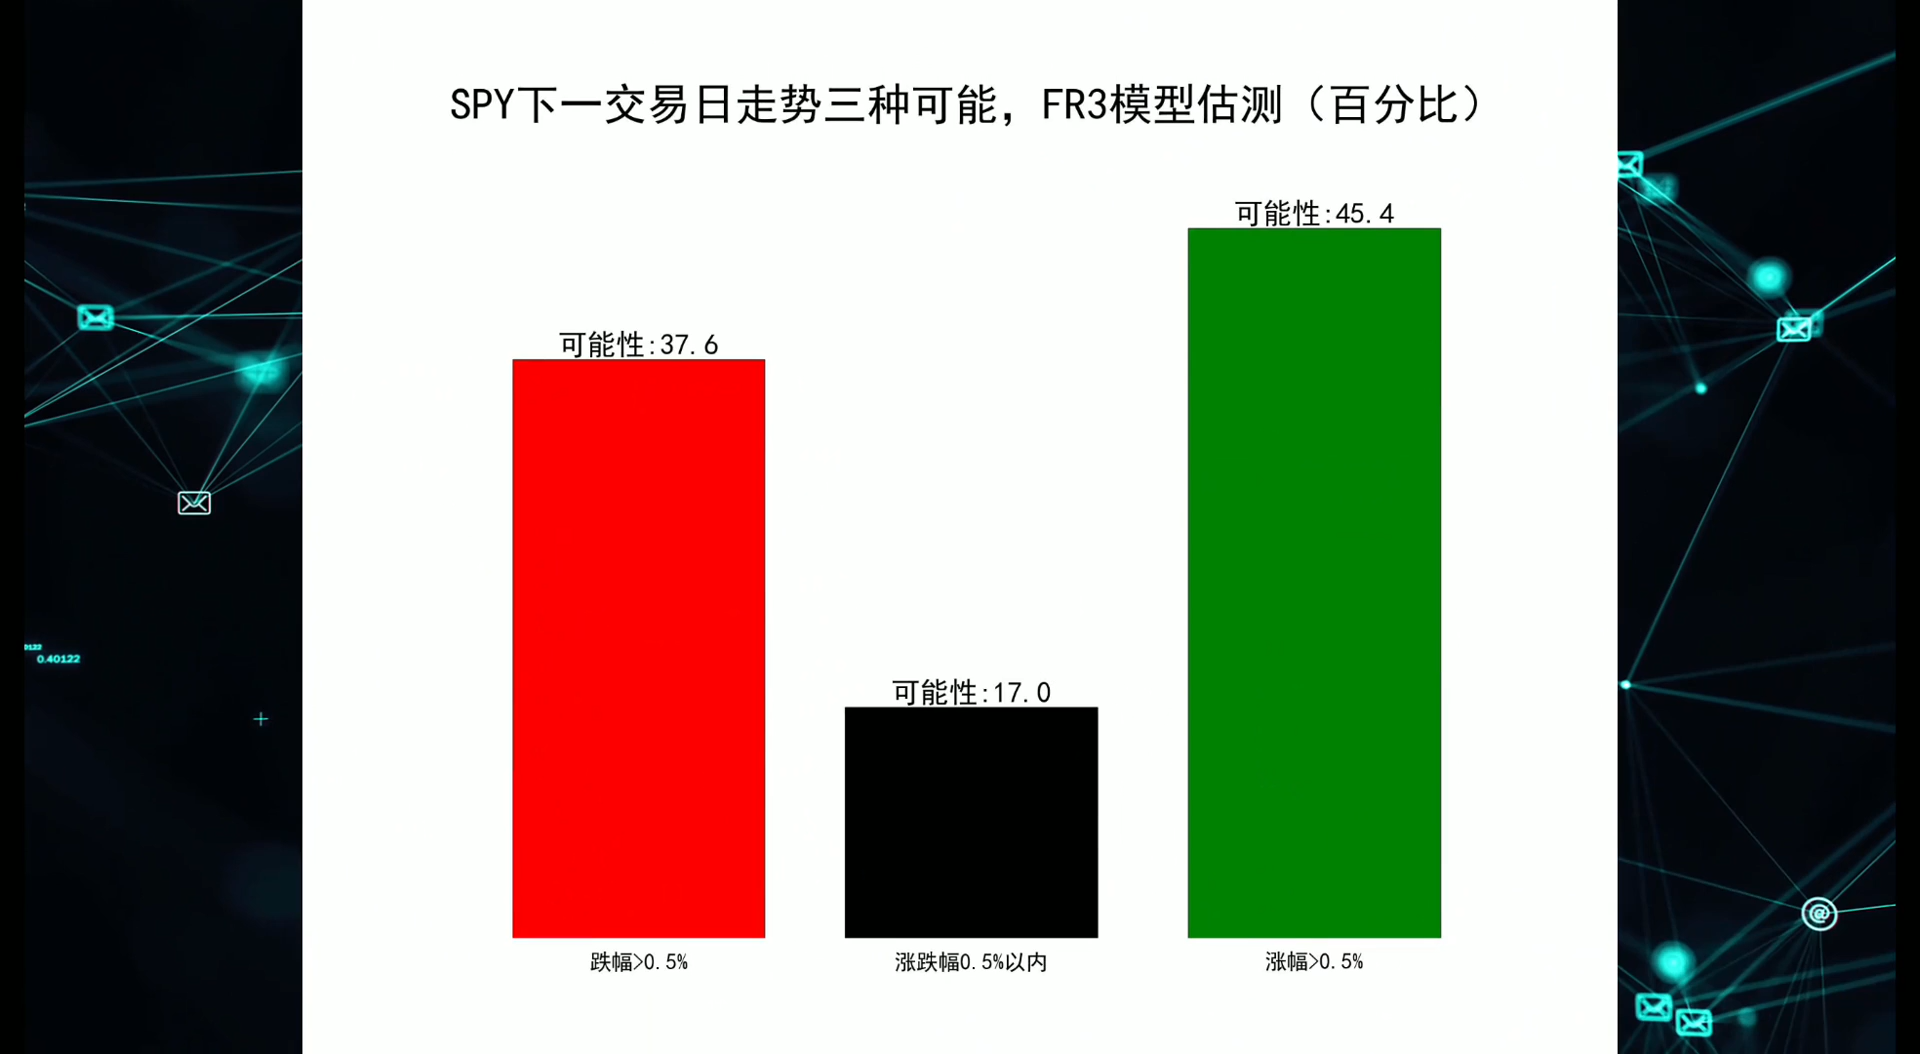 SPY下一交易日走势三种可能，FR3模型估测（百分比）
可能性:37.6
可能性:17.0
可能性:45.4
跌幅>0.5%
涨跌幅0.5%以内
涨幅>0.5%
0122
0.40122
@